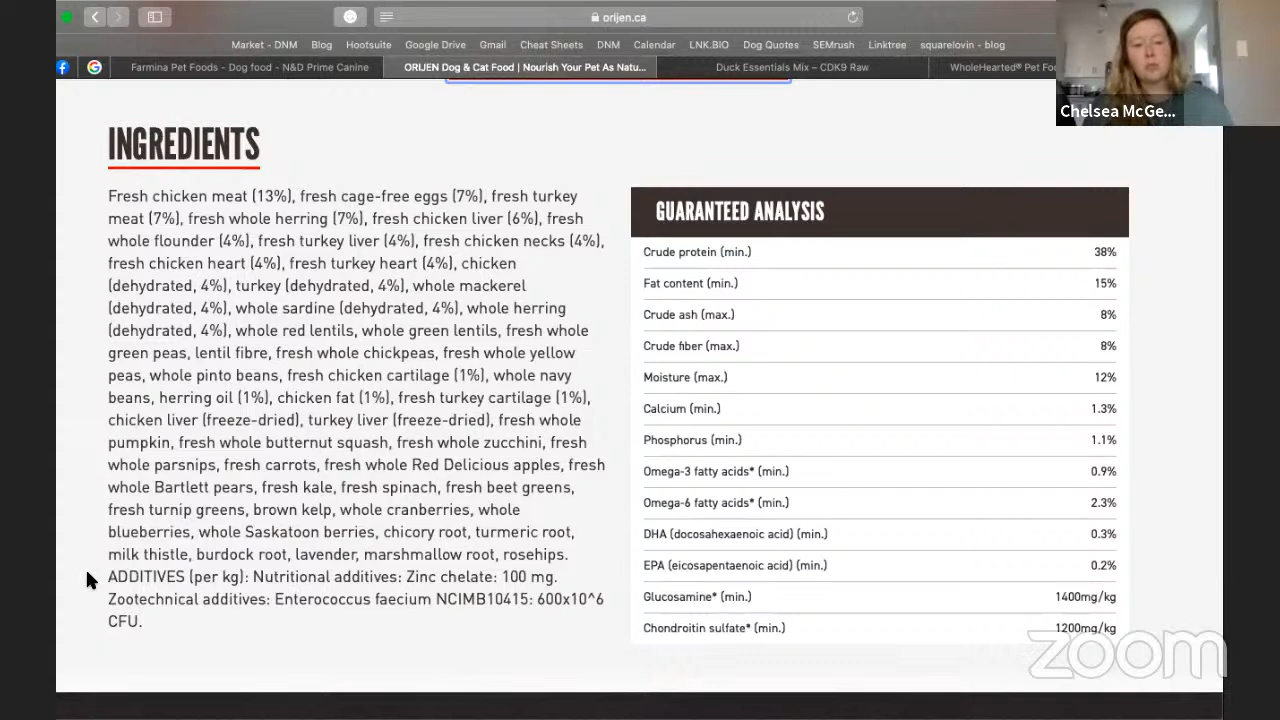 orijen.ca
Market - DNM Blog Hootsuite Google Drive Gmail Cheat Sheets DNM Calendar LNK.BIO Dog Quotes SEMrush Linktree squarelovin - blog
Farmina Pet Foods - Dog food - N&D Prime Canine ORIJEN Dog & Cat Food | Nourish Your Pet As Natu... Duck Essentials Mix – CDK9 Raw WholeHearted® Pet Fo
Chelsea McGe...
INGREDIENTS
Fresh chicken meat (13%), fresh cage-free eggs (7%), fresh turkey
meat (7%), fresh whole herring (7%), fresh chicken liver (6%), fresh
whole flounder (4%), fresh turkey liver (4%), fresh chicken necks (4%),
fresh chicken heart (4%), fresh turkey heart (4%), chicken
(dehydrated, 4%), turkey (dehydrated, 4%), whole mackerel
(dehydrated, 4%), whole sardine (dehydrated, 4%), whole herring
(dehydrated, 4%), whole red lentils, whole green lentils, fresh whole
green peas, lentil fibre, fresh whole chickpeas, fresh whole yellow
peas, whole pinto beans, fresh chicken cartilage (1%), whole navy
beans, herring oil (1%), chicken fat (1%), fresh turkey cartilage (1%),
chicken liver (freeze-dried), turkey liver (freeze-dried), fresh whole
pumpkin, fresh whole butternut squash, fresh whole zucchini, fresh
whole parsnips, fresh carrots, fresh whole Red Delicious apples, fresh
whole Bartlett pears, fresh kale, fresh spinach, fresh beet greens,
fresh turnip greens, brown kelp, whole cranberries, whole
blueberries, whole Saskatoon berries, chicory root, turmeric root,
milk thistle, burdock root, lavender, marshmallow root, rosehips.
ADDITIVES (per kg): Nutritional additives: Zinc chelate: 100 mg.
Zootechnical additives: Enterococcus faecium NCIMB10415: 600x10^6
CFU.
GUARANTEED ANALYSIS
Crude protein (min.) 38%
Fat content (min.) 15%
Crude ash (max.) 8%
Crude fiber (max.) 8%
Moisture (max.) 12%
Calcium (min.) 1.3%
Phosphorus (min.) 1.1%
Omega-3 fatty acids* (min.) 0.9%
Omega-6 fatty acids* (min.) 2.3%
DHA (docosahexaenoic acid) (min.) 0.3%
EPA (eicosapentaenoic acid) (min.) 0.2%
Glucosamine* (min.) 1400mg/kg
Chondroitin sulfate* (min.) 1200mg/kg
zoom